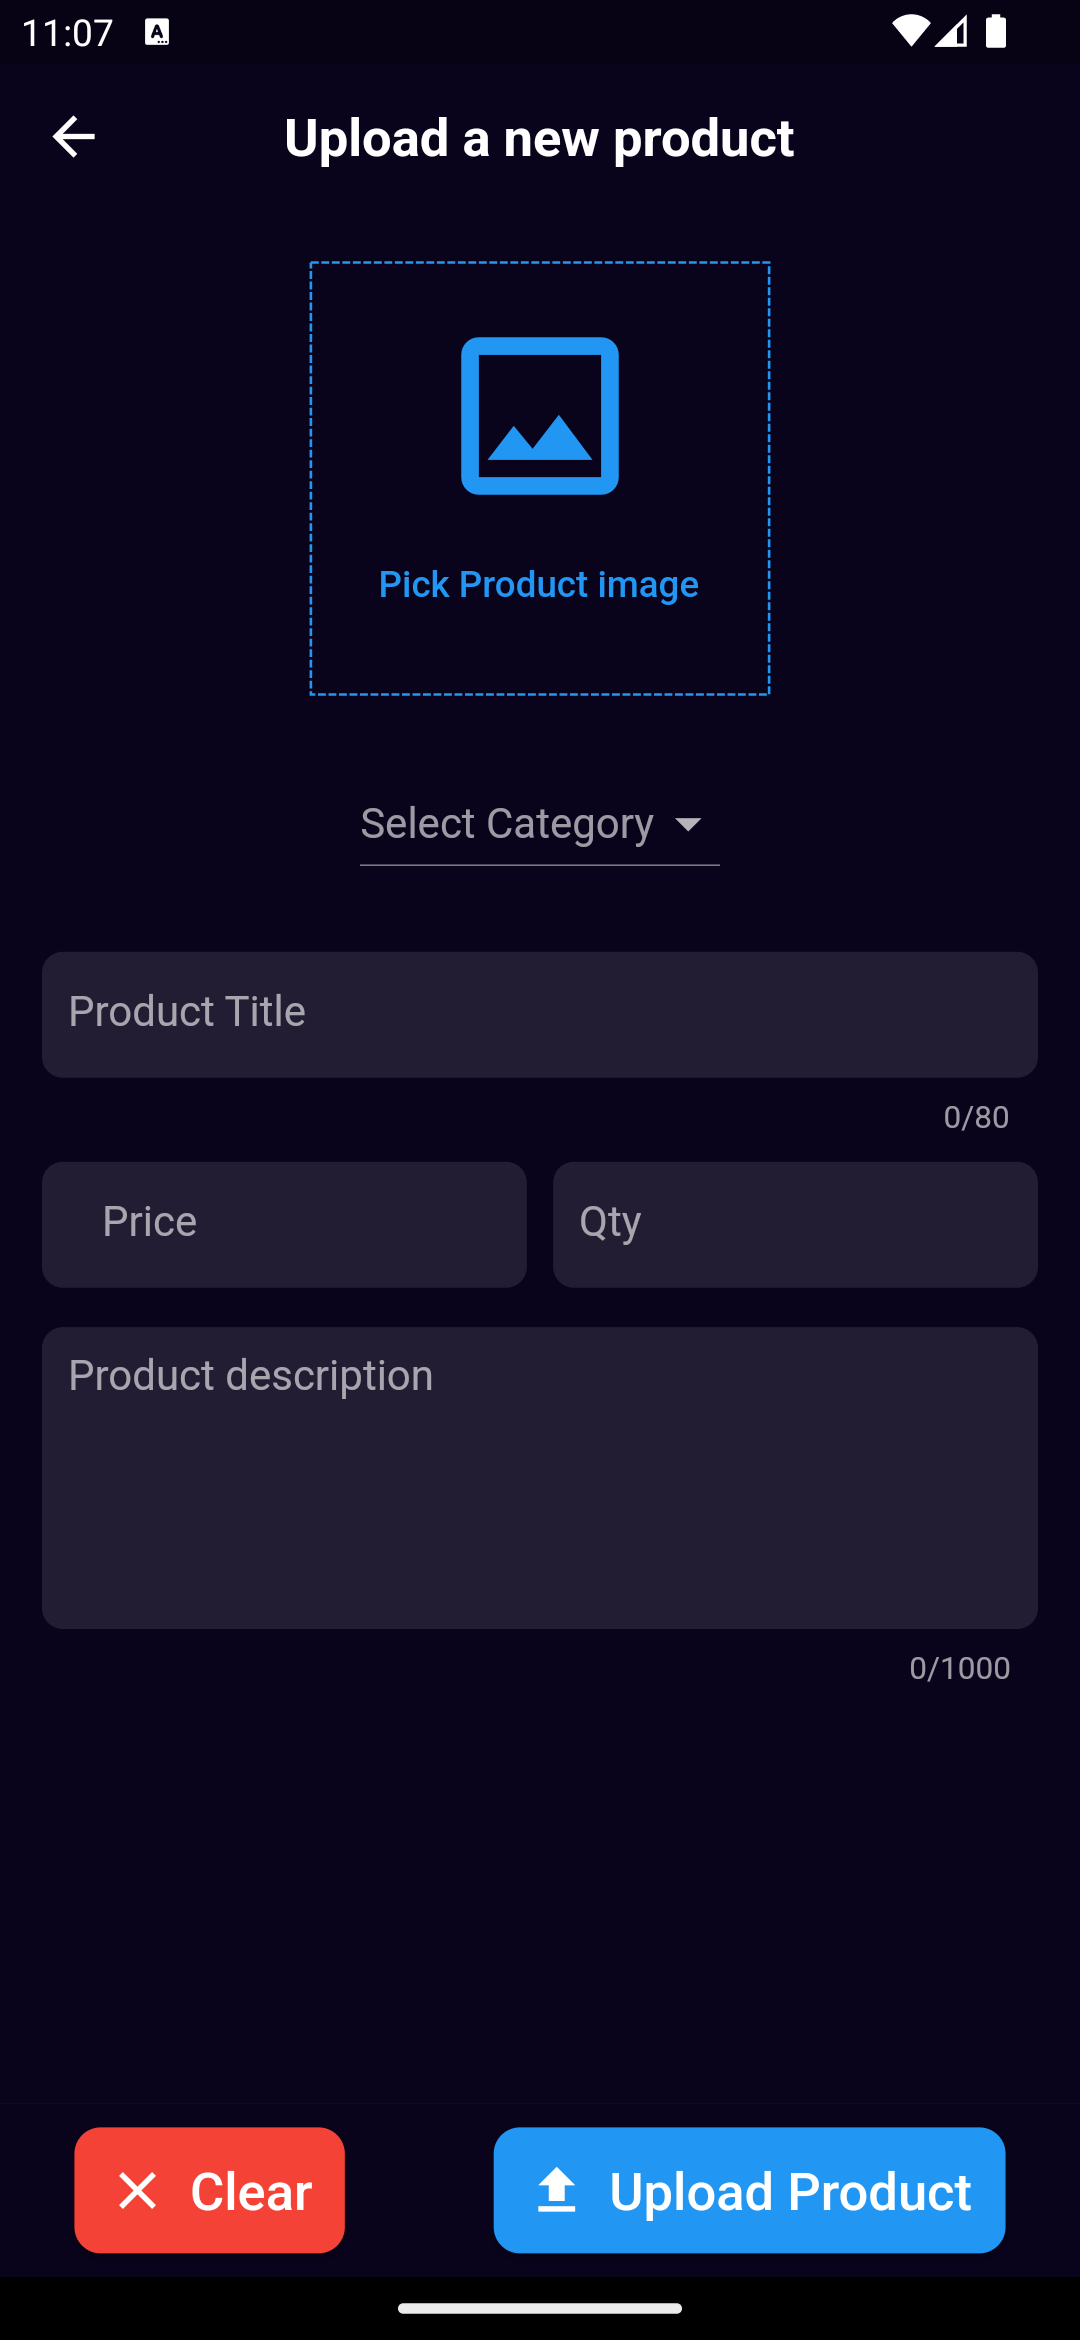 11:07
Upload a new product
Pick Product image
Select Category
Product Title
0/80
Price
Qty
Product description
0/1000
Clear
Upload Product